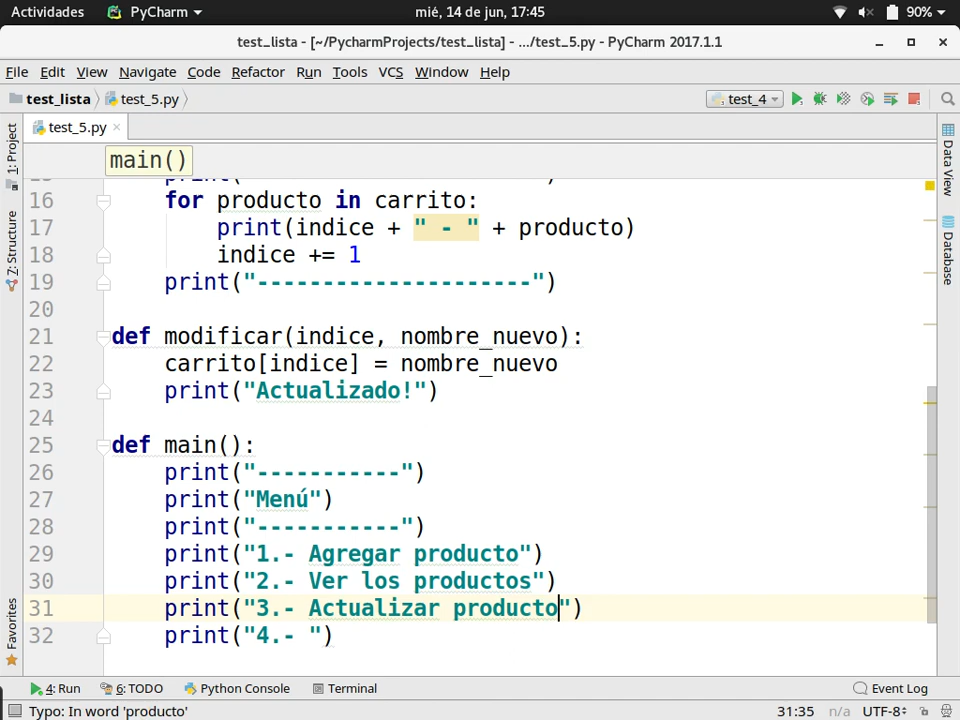 Actividades PyCharm mié, 14 de jun, 17:45 90%
test_lista - [~/PycharmProjects/test_lista] - .../test_5.py - PyCharm 2017.1.1
File Edit View Navigate Code Refactor Run Tools VCS Window Help
test_lista test_5.py test_4
test_5.py
main()
1: Project
7: Structure
Favorites
Data View
Database
16 for producto in carrito:
17 print(indice + " - " + producto)
18 indice += 1
19 print("---------------------")
20
21 def modificar(indice, nombre_nuevo):
22 carrito[indice] = nombre_nuevo
23 print("Actualizado!")
24
25 def main():
26 print("-----------")
27 print("Menú")
28 print("-----------")
29 print("1.- Agregar producto")
30 print("2.- Ver los productos")
31 print("3.- Actualizar producto")
32 print("4.- ")
4: Run 6: TODO Python Console Terminal Event Log
Typo: In word 'producto' 31:35 n/a UTF-8